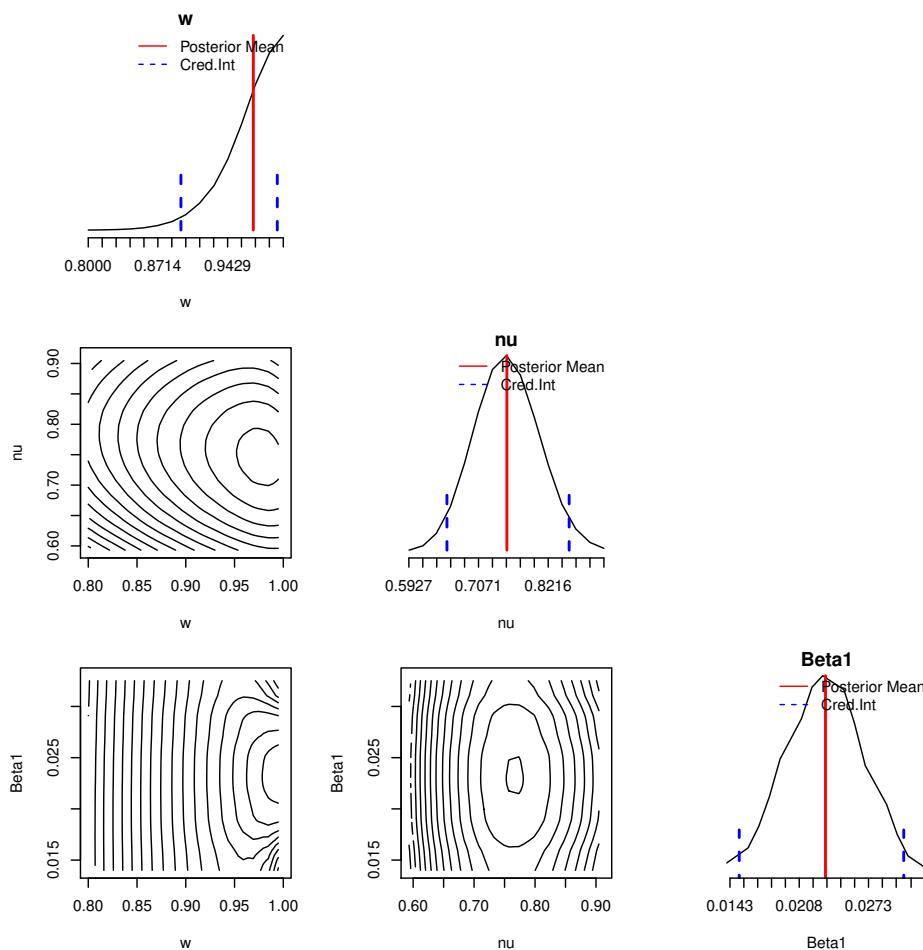 w
Posterior Mean
Cred.Int
0.8000 0.8714 0.9429
w
nu
0.60 0.70 0.80 0.90
0.80 0.85 0.90 0.95 1.00
w
nu
Posterior Mean
Cred.Int
0.5927 0.7071 0.8216
nu
Beta1
0.015 0.025
0.80 0.85 0.90 0.95 1.00
w
Beta1
0.015 0.025
0.60 0.70 0.80 0.90
nu
Beta1
Posterior Mean
Cred.Int
0.0143 0.0208 0.0273
Beta1